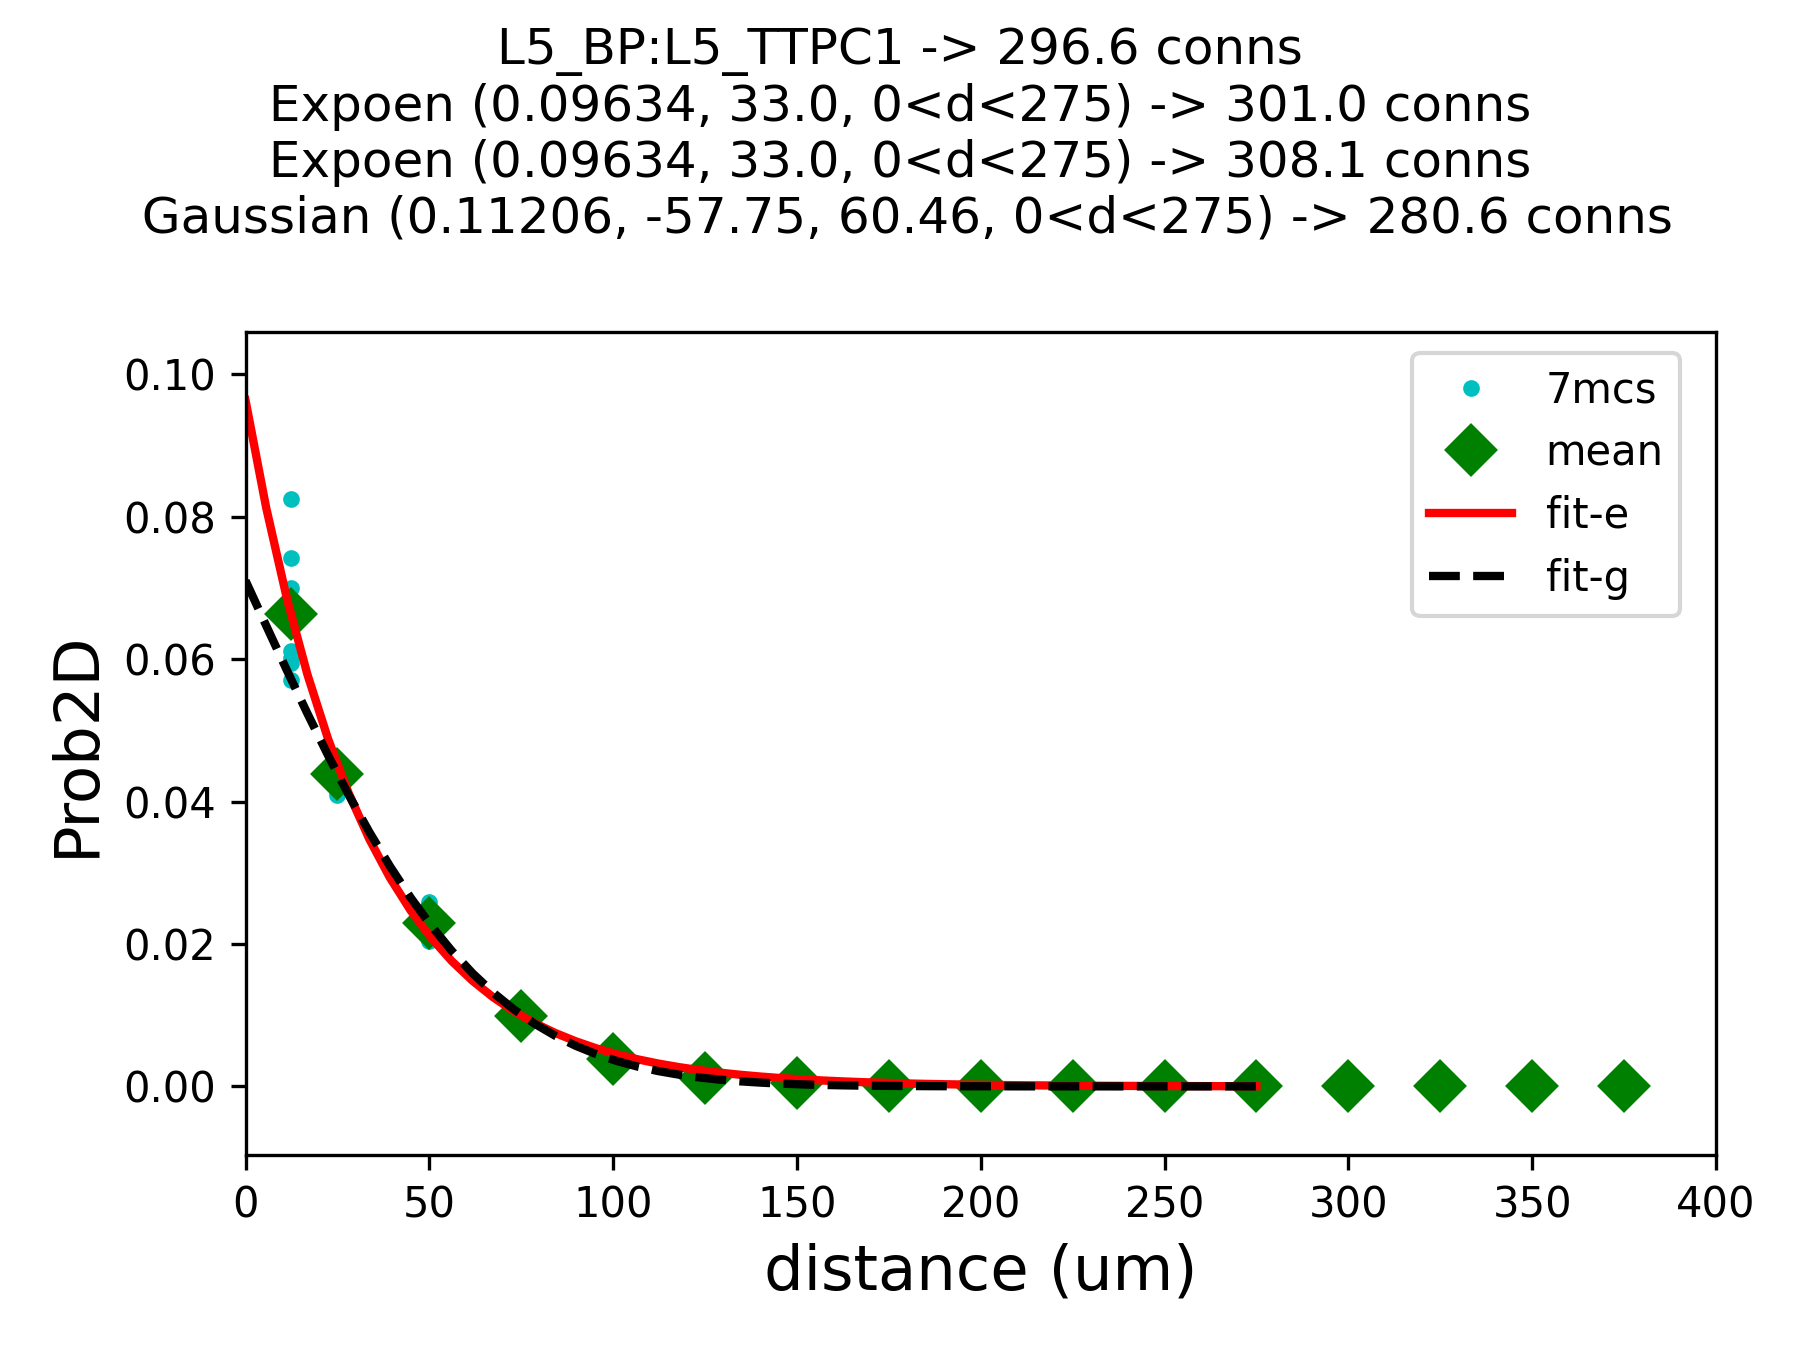 L5_BP:L5_TTPC1 -> 296.6 conns
Expoen (0.09634, 33.0, 0<d<275) -> 301.0 conns
Expoen (0.09634, 33.0, 0<d<275) -> 308.1 conns
Gaussian (0.11206, -57.75, 60.46, 0<d<275) -> 280.6 conns
7mcs
mean
fit-e
fit-g
Prob2D
0.10
0.08
0.06
0.04
0.02
0.00
0 50 100 150 200 250 300 350 400
distance (um)